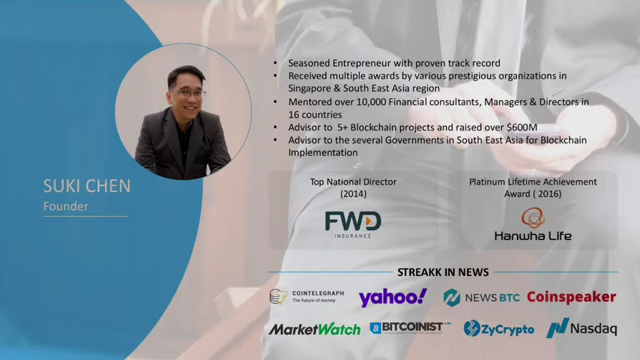 • Seasoned Entrepreneur with proven track record
• Received multiple awards by various prestigious organizations in
Singapore & South East Asia region
• Mentored over 10,000 Financial consultants, Managers & Directors in
16 countries
• Advisor to 5+ Blockchain projects and raised over $600M
• Advisor to the several Governments in South East Asia for Blockchain
Implementation
SUKI CHEN
Founder
Top National Director
(2014)
FWD
INSURANCE
Platinum Lifetime Achievement
Award ( 2016)
Hanwha Life
STREAKK IN NEWS
COINTELEGRAPH
The future of money
yahoo!
NEWSBTC
Coinspeaker
MarketWatch
BITCOINIST
ZyCrypto
Nasdaq